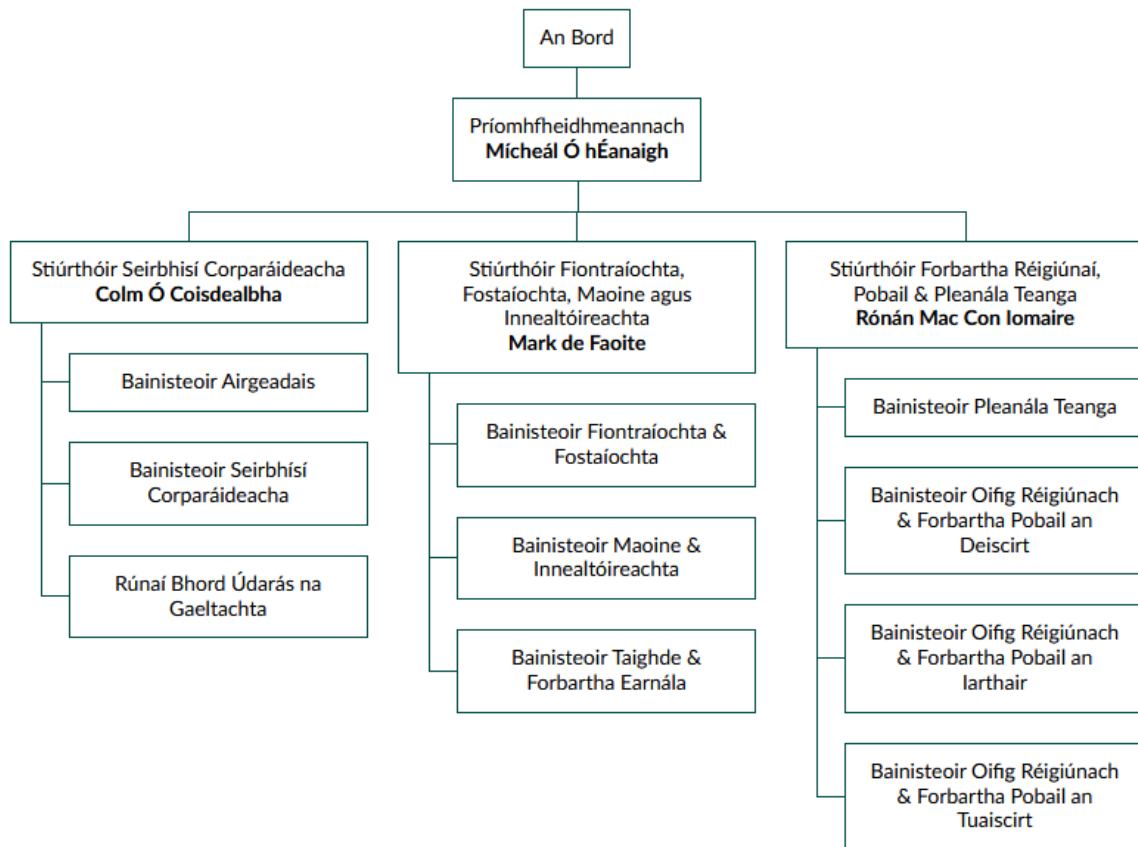 An Bord
Príomhfheidhmeannach
Mícheál Ó hÉanaigh
Stiúrthóir Seirbhisí Corparáideacha
Colm Ó Coisdealbha
Bainisteoir Airgeadais
Bainisteoir Seirbhísí
Corparáideacha
Rúnaí Bhord Údarás na
Gaeltachta
Stiúrthóir Fiontraíochta,
Fostaíochta, Maoine agus
Innealtóireachta
Mark de Faoite
Bainisteoir Fiontraíochta &
Fostaíochta
Bainisteoir Maoine &
Innealtóireachta
Bainisteoir Taighde &
Forbartha Earnála
Stiúrthóir Forbartha Réigiúnaí,
Pobail & Pleanála Teanga
Rónán Mac Con Iomaire
Bainisteoir Pleanála Teanga
Bainisteoir Oifig Réigiúnach
& Forbartha Pobail an
Deiscirt
Bainisteoir Oifig Réigiúnach
& Forbartha Pobail an
Iarthair
Bainisteoir Oifig Réigiúnach
& Forbartha Pobail an
Tuaiscirt